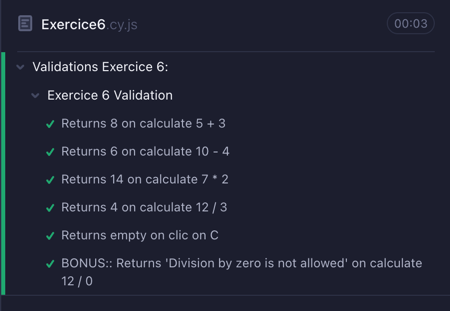 Exercice6.cy.js 00:03
Validations Exercice 6:
Exercice 6 Validation
Returns 8 on calculate 5 + 3
Returns 6 on calculate 10 - 4
Returns 14 on calculate 7 * 2
Returns 4 on calculate 12 / 3
Returns empty on clic on C
BONUS:: Returns 'Division by zero is not allowed' on calculate
12 / 0